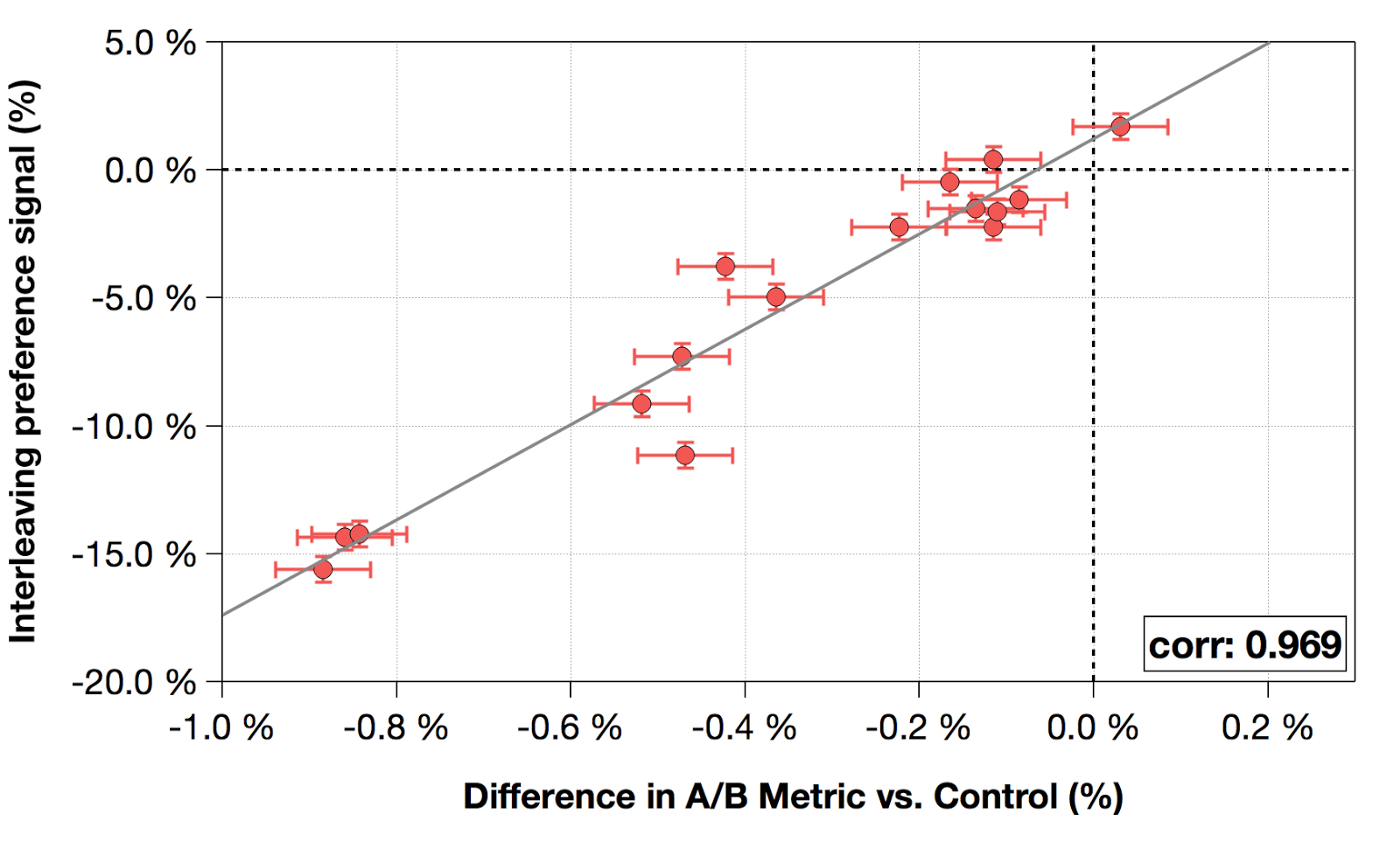 Interleaving preference signal (%)
5.0 %
0.0 %
-5.0 %
-10.0 %
-15.0 %
-20.0 %
corr: 0.969
-1.0 % -0.8 % -0.6 % -0.4 % -0.2 % 0.0 % 0.2 %
Difference in A/B Metric vs. Control (%)